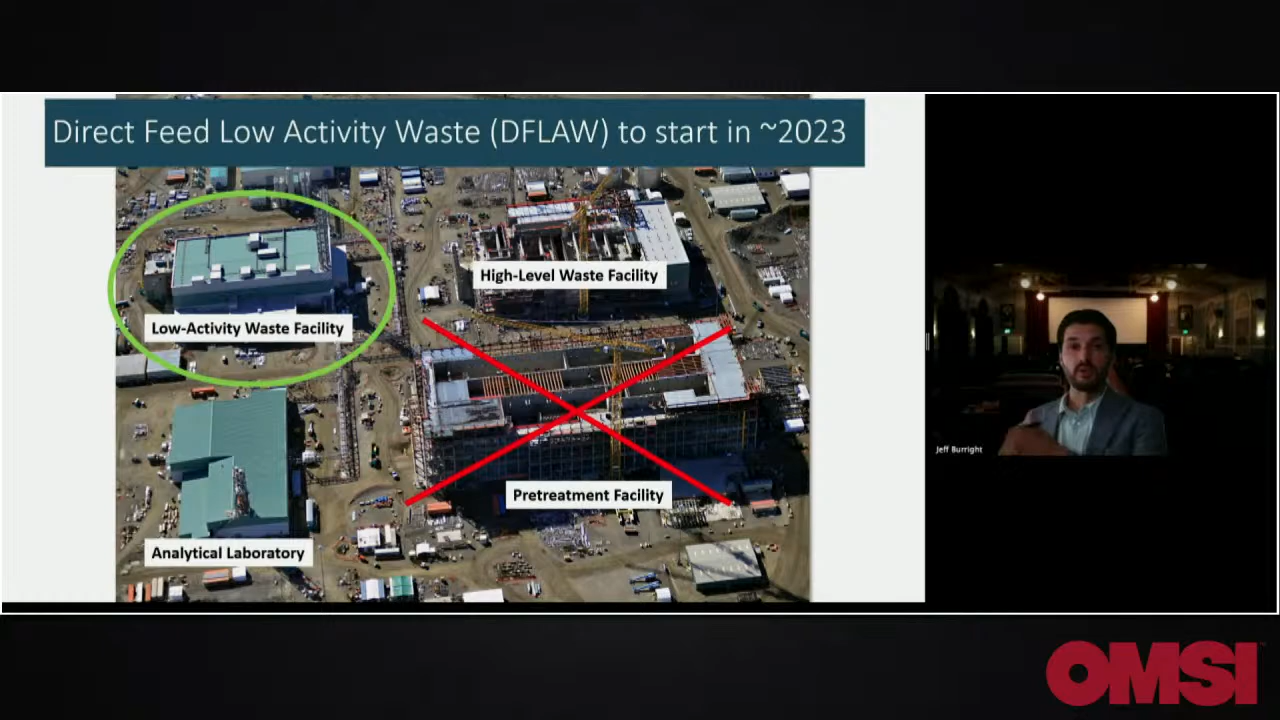 Direct Feed Low Activity Waste (DFLAW) to start in ~2023
High-Level Waste Facility
Low-Activity Waste Facility
Pretreatment Facility
Analytical Laboratory
Jeff Burright
OMSI